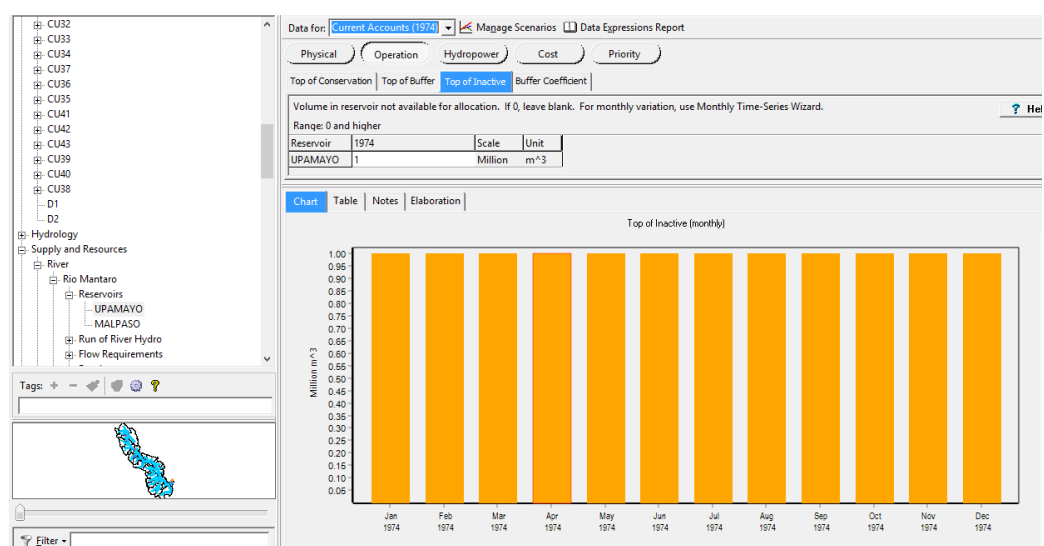 CU32
CU33
CU34
CU37
CU36
CU35
CU41
CU42
CU43
CU39
CU40
CU38
D1
D2
Hydrology
Supply and Resources
River
Rio Mantaro
Reservoirs
UPAMAYO
MALPASO
Run of River Hydro
Flow Requirements
Tags:
Filter
Data for: Current Accounts (1974) Manage Scenarios Data Expressions Report
Physical Operation Hydropower Cost Priority
Top of Conservation Top of Buffer Top of Inactive Buffer Coefficient
Volume in reservoir not available for allocation. If 0, leave blank. For monthly variation, use Monthly Time-Series Wizard.
? Hel
Range: 0 and higher
Reservoir 1974 Scale Unit
UPAMAYO 1 Million m^3
Chart Table Notes Elaboration
Top of Inactive (monthly)
Million m^3
1.00
0.95
0.90
0.85
0.80
0.75
0.70
0.65
0.60
0.55
0.50
0.45
0.40
0.35
0.30
0.25
0.20
0.15
0.10
0.05
Jan Feb Mar Apr May Jun Jul Aug Sep Oct Nov Dec
1974 1974 1974 1974 1974 1974 1974 1974 1974 1974 1974 1974